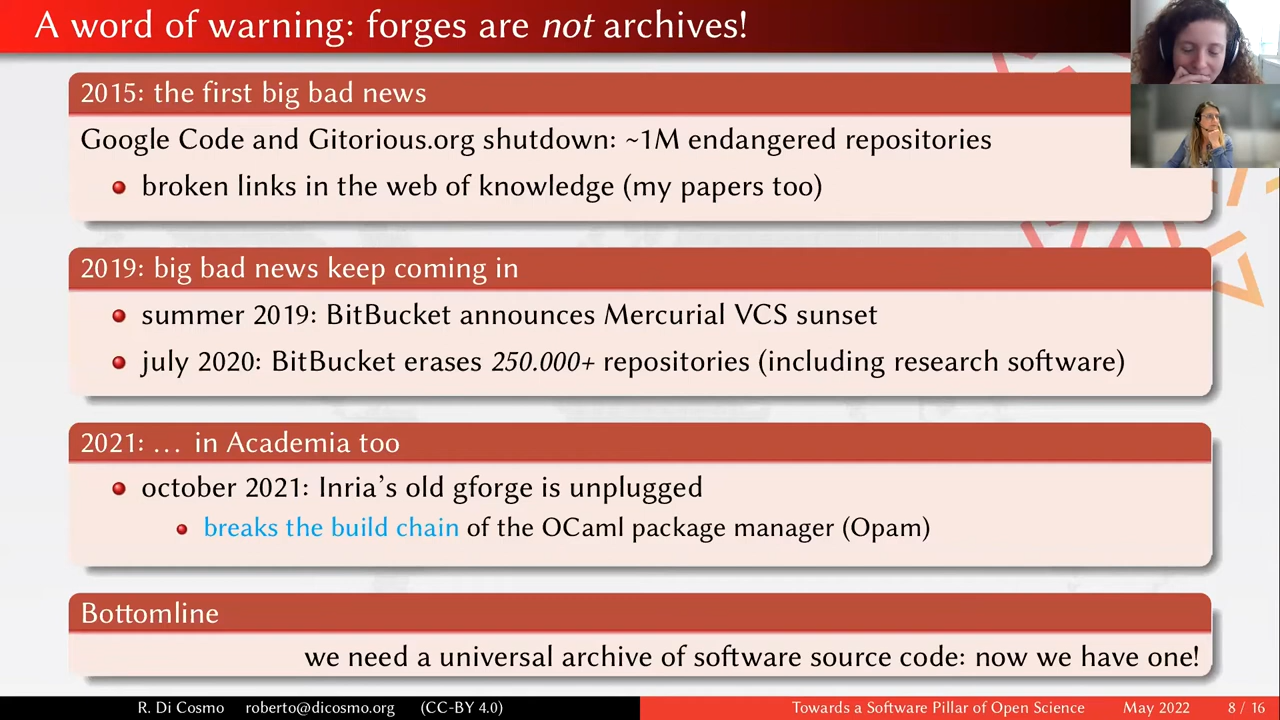 A word of warning: forges are not archives!
2015: the first big bad news
Google Code and Gitorious.org shutdown: ~1M endangered repositories
broken links in the web of knowledge (my papers too)
2019: big bad news keep coming in
summer 2019: BitBucket announces Mercurial VCS sunset
july 2020: BitBucket erases 250.000+ repositories (including research software)
2021: … in Academia too
october 2021: Inria's old gforge is unplugged
breaks the build chain of the OCaml package manager (Opam)
Bottomline
we need a universal archive of software source code: now we have one!
R. Di Cosmo roberto@dicosmo.org (CC-BY 4.0) Towards a Software Pillar of Open Science May 2022 8 / 16